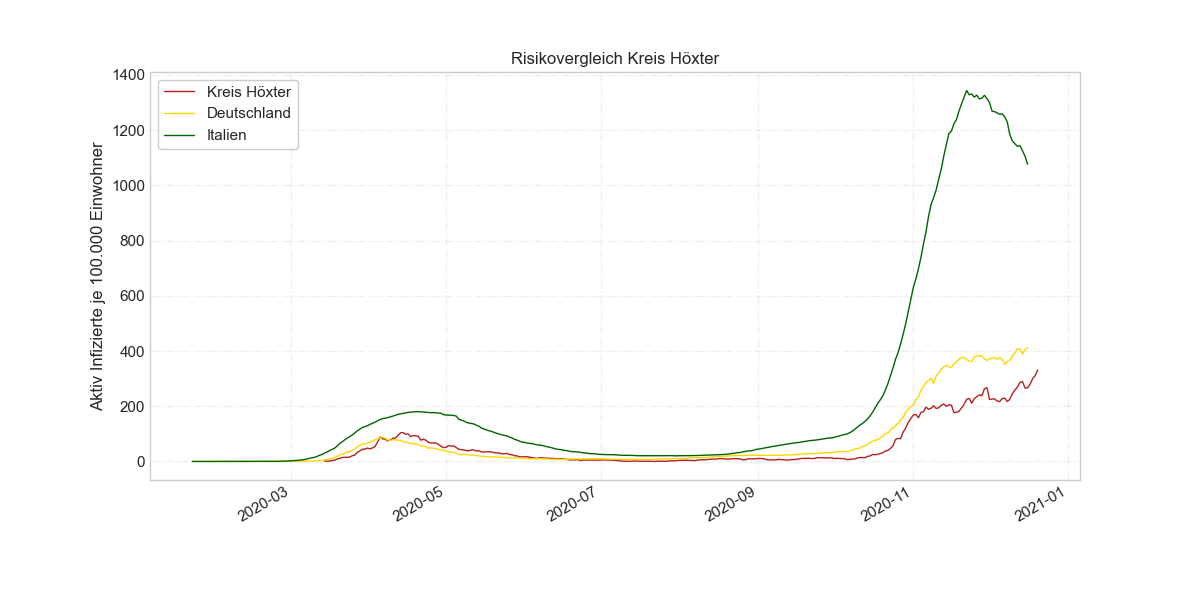 Risikovergleich Kreis Höxter
Kreis Höxter
Deutschland
Italien
Aktiv Infizierte je 100.000 Einwohner
1400
1200
1000
800
600
400
200
0
2020-03
2020-05
2020-07
2020-09
2020-11
2021-01